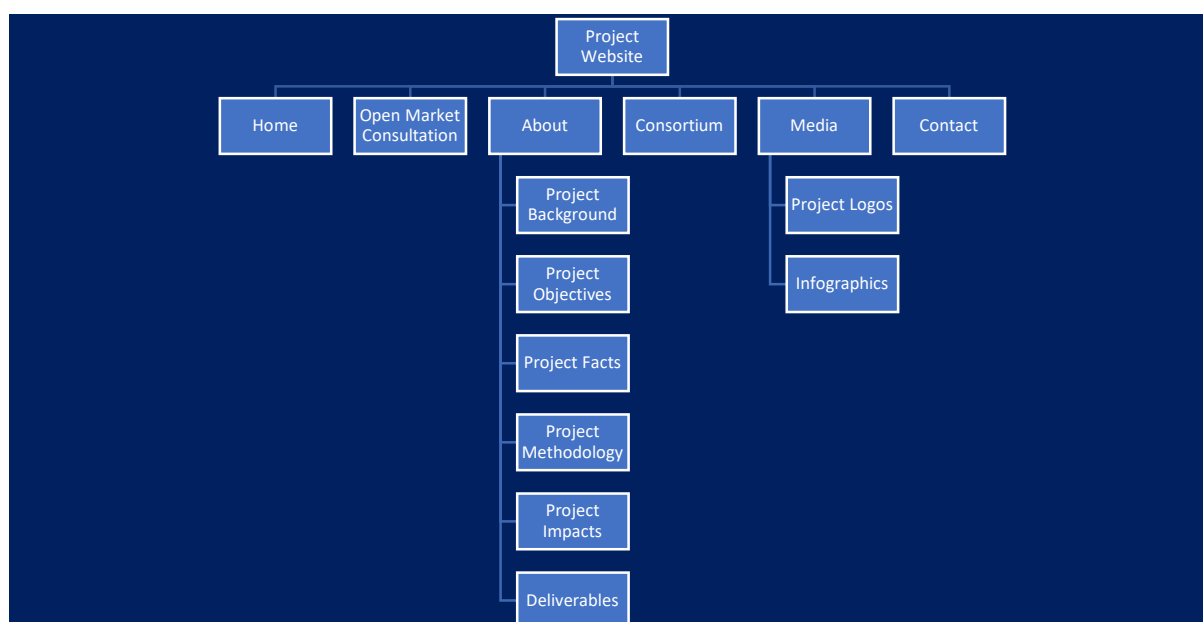 Project
Website
Home
Open Market
Consultation
About
Consortium
Media
Contact
Project
Background
Project
Objectives
Project Facts
Project
Methodology
Project
Impacts
Deliverables
Project Logos
Infographics